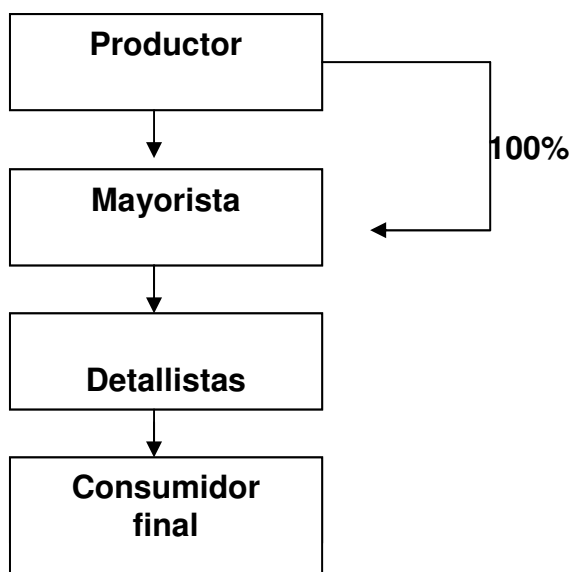 Productor
100%
Mayorista
Detallistas
Consumidor
final